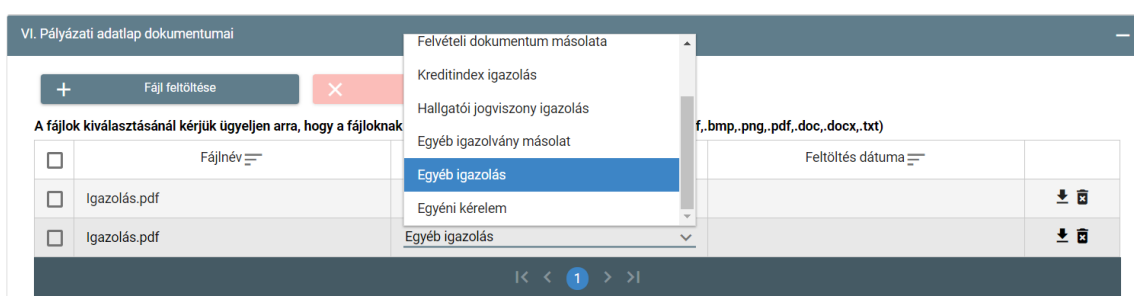 VI. Pályázati adatlap dokumentumai
Felvételi dokumentum másolata
Kreditindex igazolás
Hallgatói jogviszony igazolás
Egyéb igazolvány másolat
Egyéb igazolás
Egyéni kérelem
Fájl feltöltése
A fájlok kiválasztásánál kérjük ügyeljen arra, hogy a fájloknak
,.bmp,.png,.pdf,.doc,.docx,.txt)
Fájlnév
Feltöltés dátuma
Igazolás.pdf
Igazolás.pdf
Egyéb igazolás
1